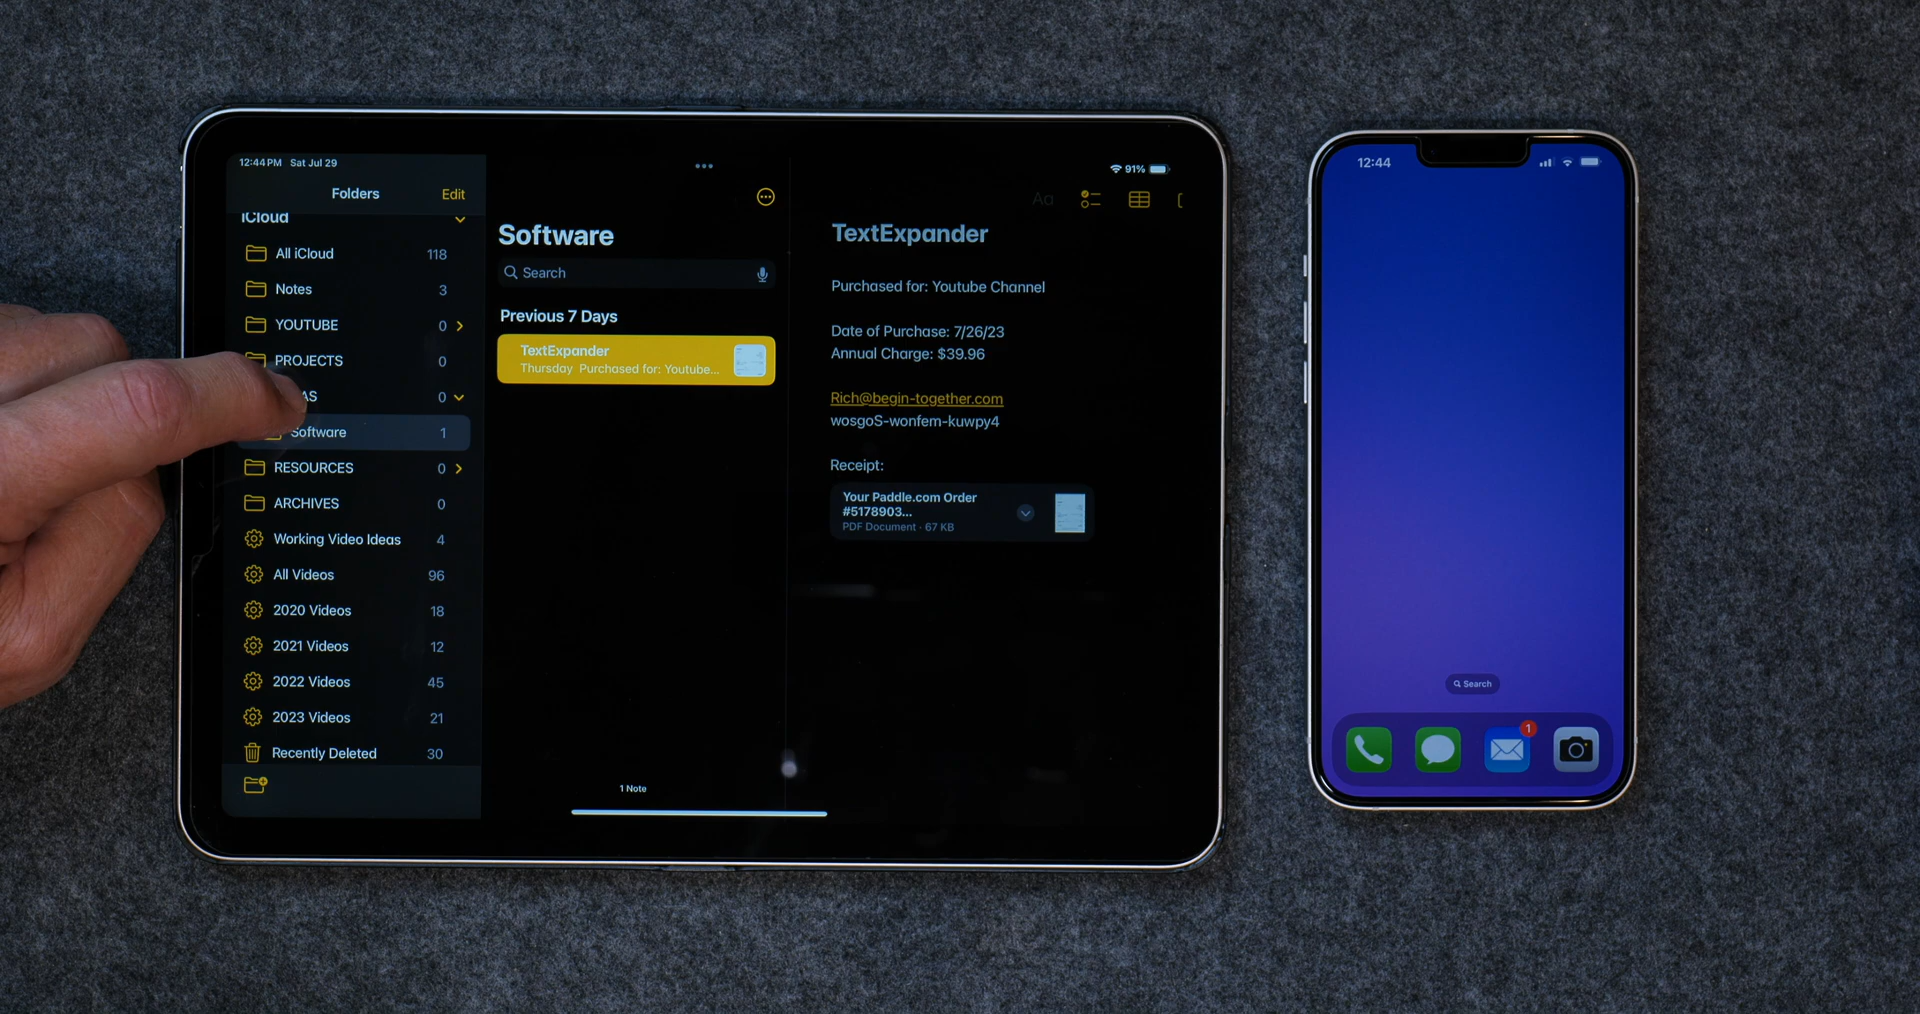 12:44 PM Sat Jul 29
91%
Folders
Edit
iCloud
All iCloud 118
Notes 3
YOUTUBE 0
PROJECTS 0
0
Software 1
RESOURCES 0
ARCHIVES 0
Working Video Ideas 4
All Videos 96
2020 Videos 18
2021 Videos 12
2022 Videos 45
2023 Videos 21
Recently Deleted 30
Software
Search
Previous 7 Days
TextExpander
Thursday Purchased for: Youtube...
1 Note
Aa
TextExpander
Purchased for: Youtube Channel
Date of Purchase: 7/26/23
Annual Charge: $39.96
Rich@begin-together.com
wosgoS-wonfem-kuwpy4
Receipt:
Your Paddle.com Order
#5178903...
PDF Document · 67 KB
12:44
Search
1